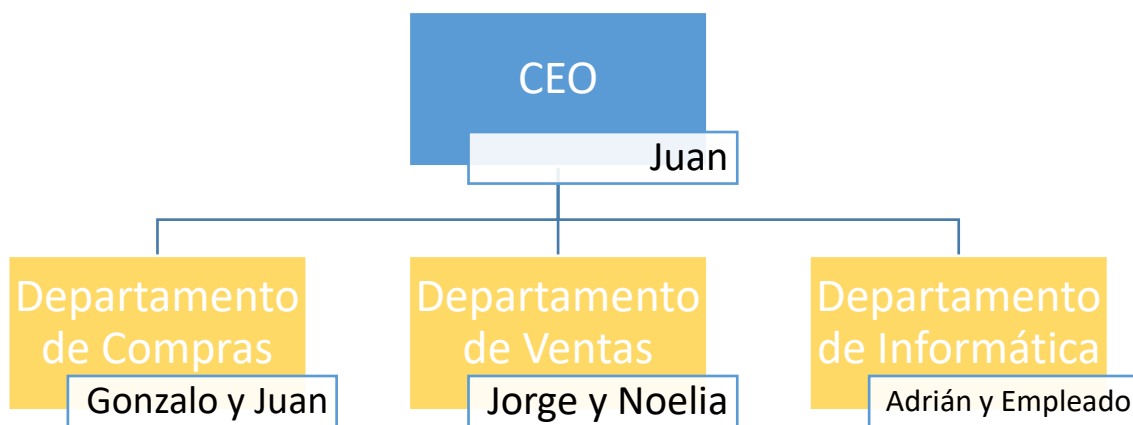 CEO
Juan
Departamento
de Compras
Gonzalo y Juan
Departamento
de Ventas
Jorge y Noelia
Departamento
de Informática
Adrián y Empleado